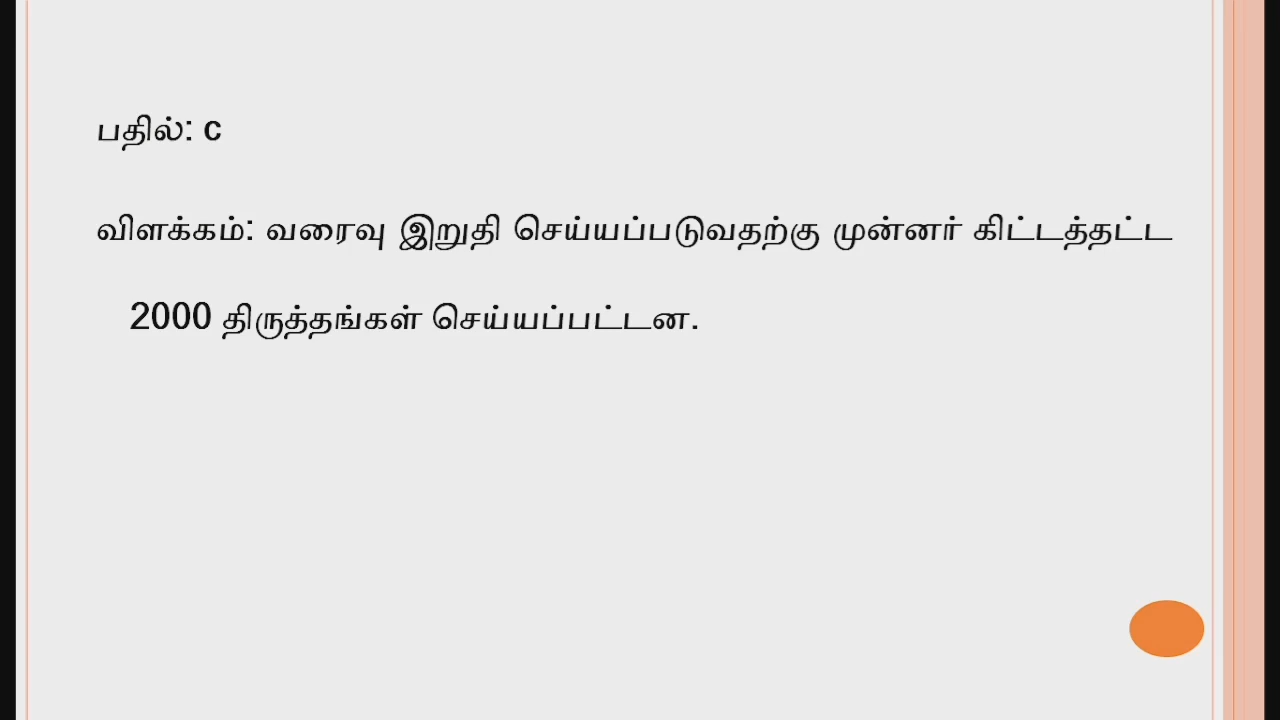 பதில்: c
விளக்கம்: வரைவு இறுதி செய்யப்படுவதற்கு முன்னர் கிட்டத்தட்ட
2000 திருத்தங்கள் செய்யப்பட்டன.